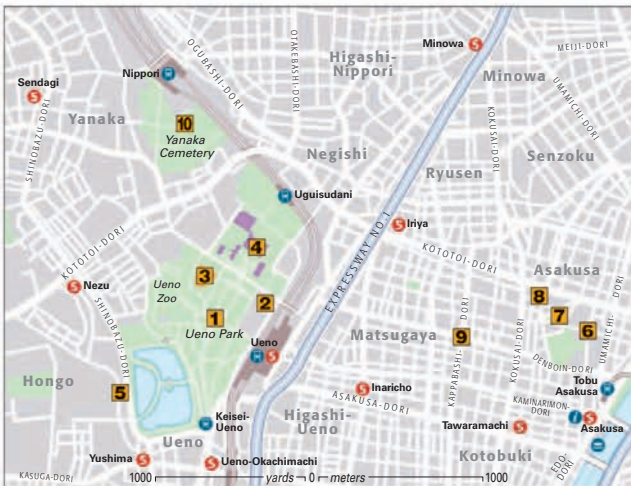 Minowa
MEIJI-DORI
OGUBASHI-DORI
OTAKEBASHI-DORI
Higashi-
Nippori
Nippori
Minowa
Sendagi
UMAMICHI-DORI
KOKUSAI-DORI
SHINOBAZU-DORI
Yanaka
10
Yanaka
Cemetery
Negishi
Senzoku
Ryusen
Uguisudani
EXPRESSWAY NO.1
Iriya
KOTOTOI-DORI
4
KOTOTOI-DORI
Asakusa
3
Nezu
Ueno
Zoo
SHINOBAZU-DORI
2
1
Ueno Park
8
7
6
UMAMICHI-
DORI
Matsugaya
9
KAPPABASHI-
DORI
KOKUSAI-DORI
Ueno
DENBOIN-DORI
Hongo
5
Inaricho
Tobu
Asakusa
ASAKUSA-DORI
KAMINARIMON-
DORI
Keisei-
Ueno
Higashi-
Ueno
Tawaramachi
i
Asakusa
Ueno
EDO-
DORI
Yushima
Ueno-Okachimachi
Kotobuki
KASUGA-DORI
1000 yards 0 meters 1000